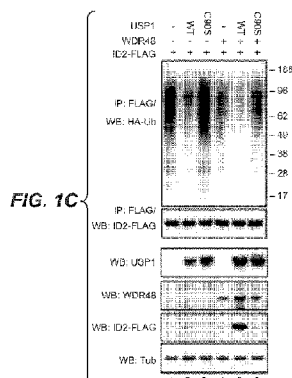 USP1 - WT C90S - WT C90S
WDR48 - - - + + +
ID2-FLAG + + + + + +
188
98
IP: FLAG/
WB: HA-Ub
62
49
38
28
17
FIG. 1C
IP: FLAG/
WB: ID2-FLAG
WB: USP1
WB: WDR48
WB: ID2-FLAG
WB: Tub